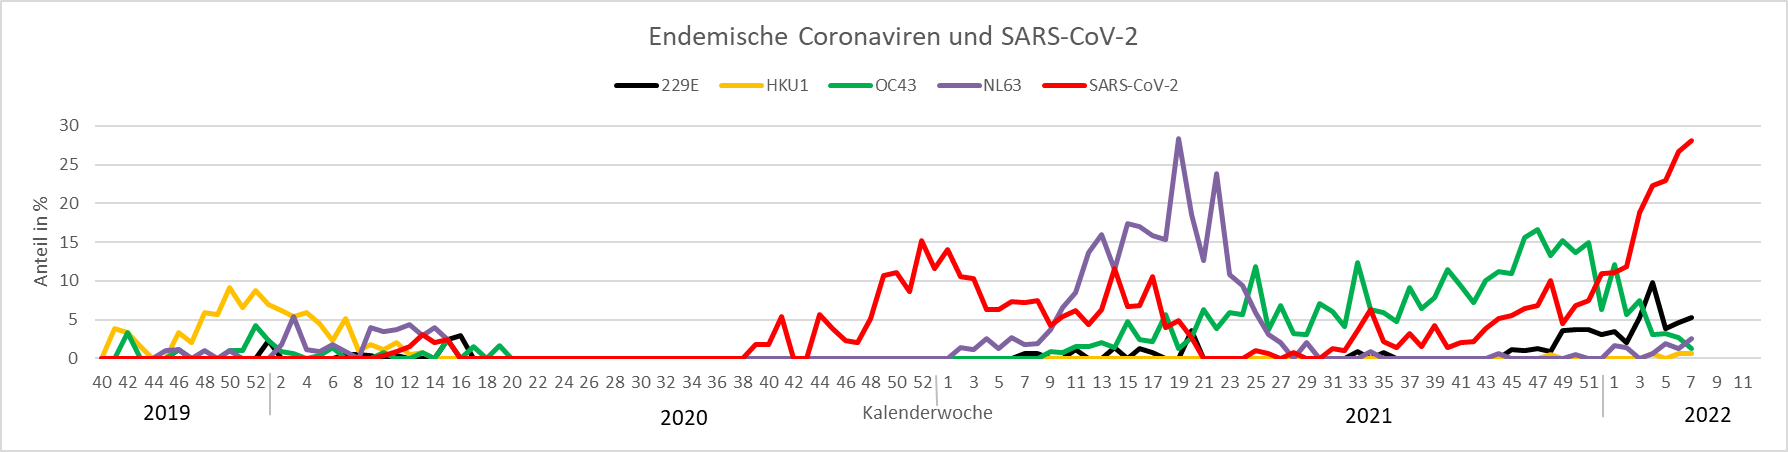 Endemische Coronaviren und SARS-CoV-2
229E HKU1 OC43 NL63 SARS-CoV-2
Anteil in %
30
25
20
15
10
5
0
40 42 44 46 48 50 52 2 4 6 8 10 12 14 16 18 20 22 24 26 28 30 32 34 36 38 40 42 44 46 48 50 52 1 3 5 7 9 11 13 15 17 19 21 23 25 27 29 31 33 35 37 39 41 43 45 47 49 51 1 3 5 7 9 11
2019 2020 Kalenderwoche 2021 2022